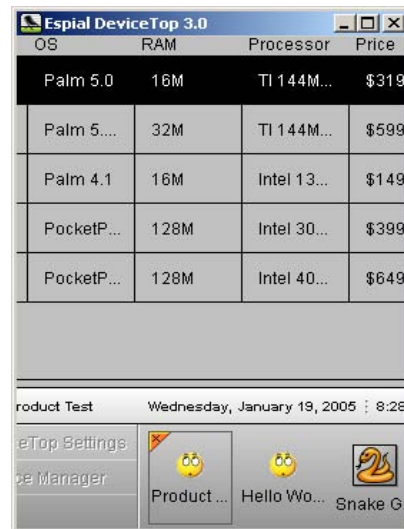 Espial DeviceTop 3.0
OS RAM Processor Price
Palm 5.0 16M TI 144M... $319
Palm 5.... 32M TI 144M... $599
Palm 4.1 16M Intel 13... $149
PocketP... 128M Intel 30... $399
PocketP... 128M Intel 40... $649
roduct Test Wednesday, January 19, 2005 8:28
eTop Settings
ce Manager
Product ... Hello Wo... Snake G